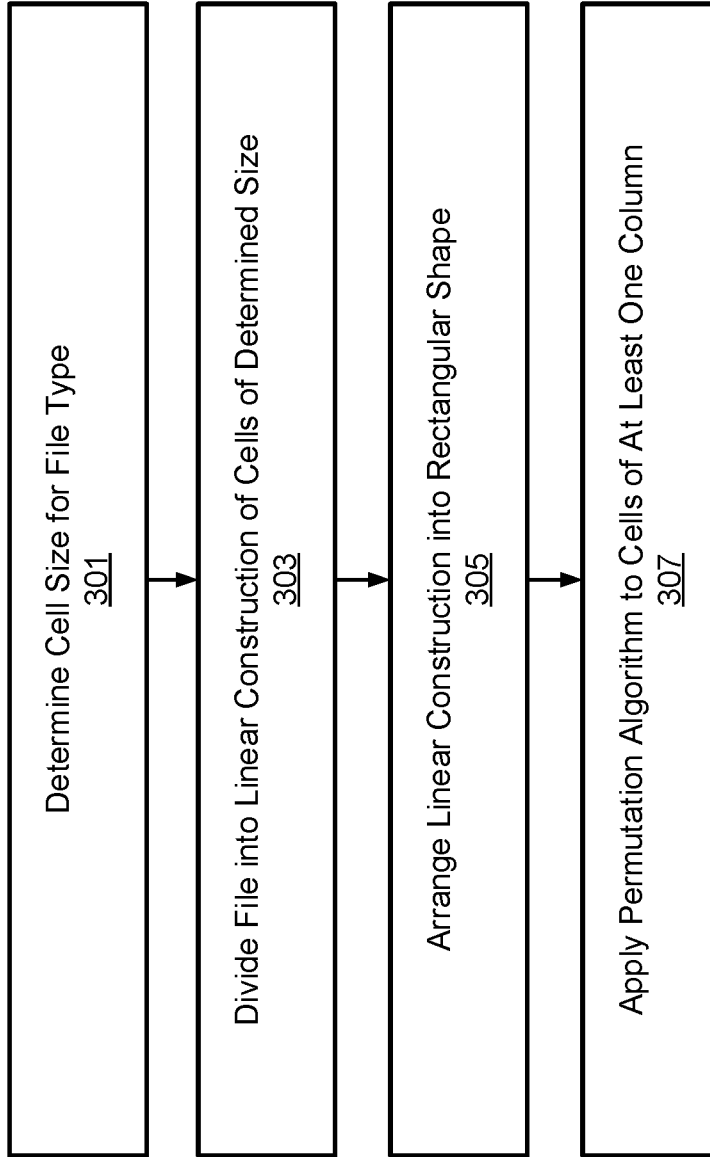 Determine Cell Size for File Type
301
Divide File into Linear Construction of Cells of Determined Size
303
Arrange Linear Construction into Rectangular Shape
305
Apply Permutation Algorithm to Cells of At Least One Column
307